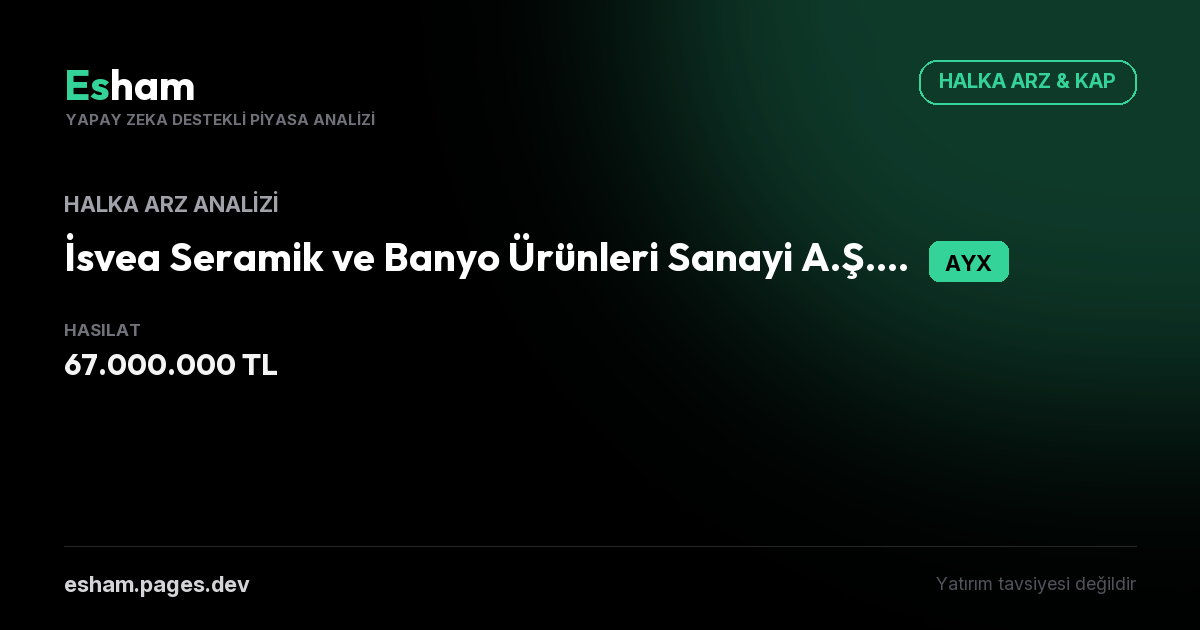 Esham
HALKA ARZ & KAP
YAPAY ZEKA DESTEKLİ PİYASA ANALİZİ
HALKA ARZ ANALİZİ
İsvea Seramik ve Banyo Ürünleri Sanayi A.Ş.... AYX
HASILAT
67.000.000 TL
esham.pages.dev
Yatırım tavsiyesi değildir